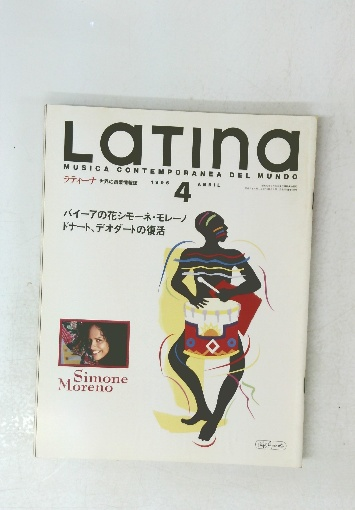 LaTina
MUSICA CONTEMPORANEA DEL MUNDO
ラティーナ 1996 4 ABRIL
バイーアの花シモーネ・モレーノ
ドナート、デオダートの復活
Simone
Moreno